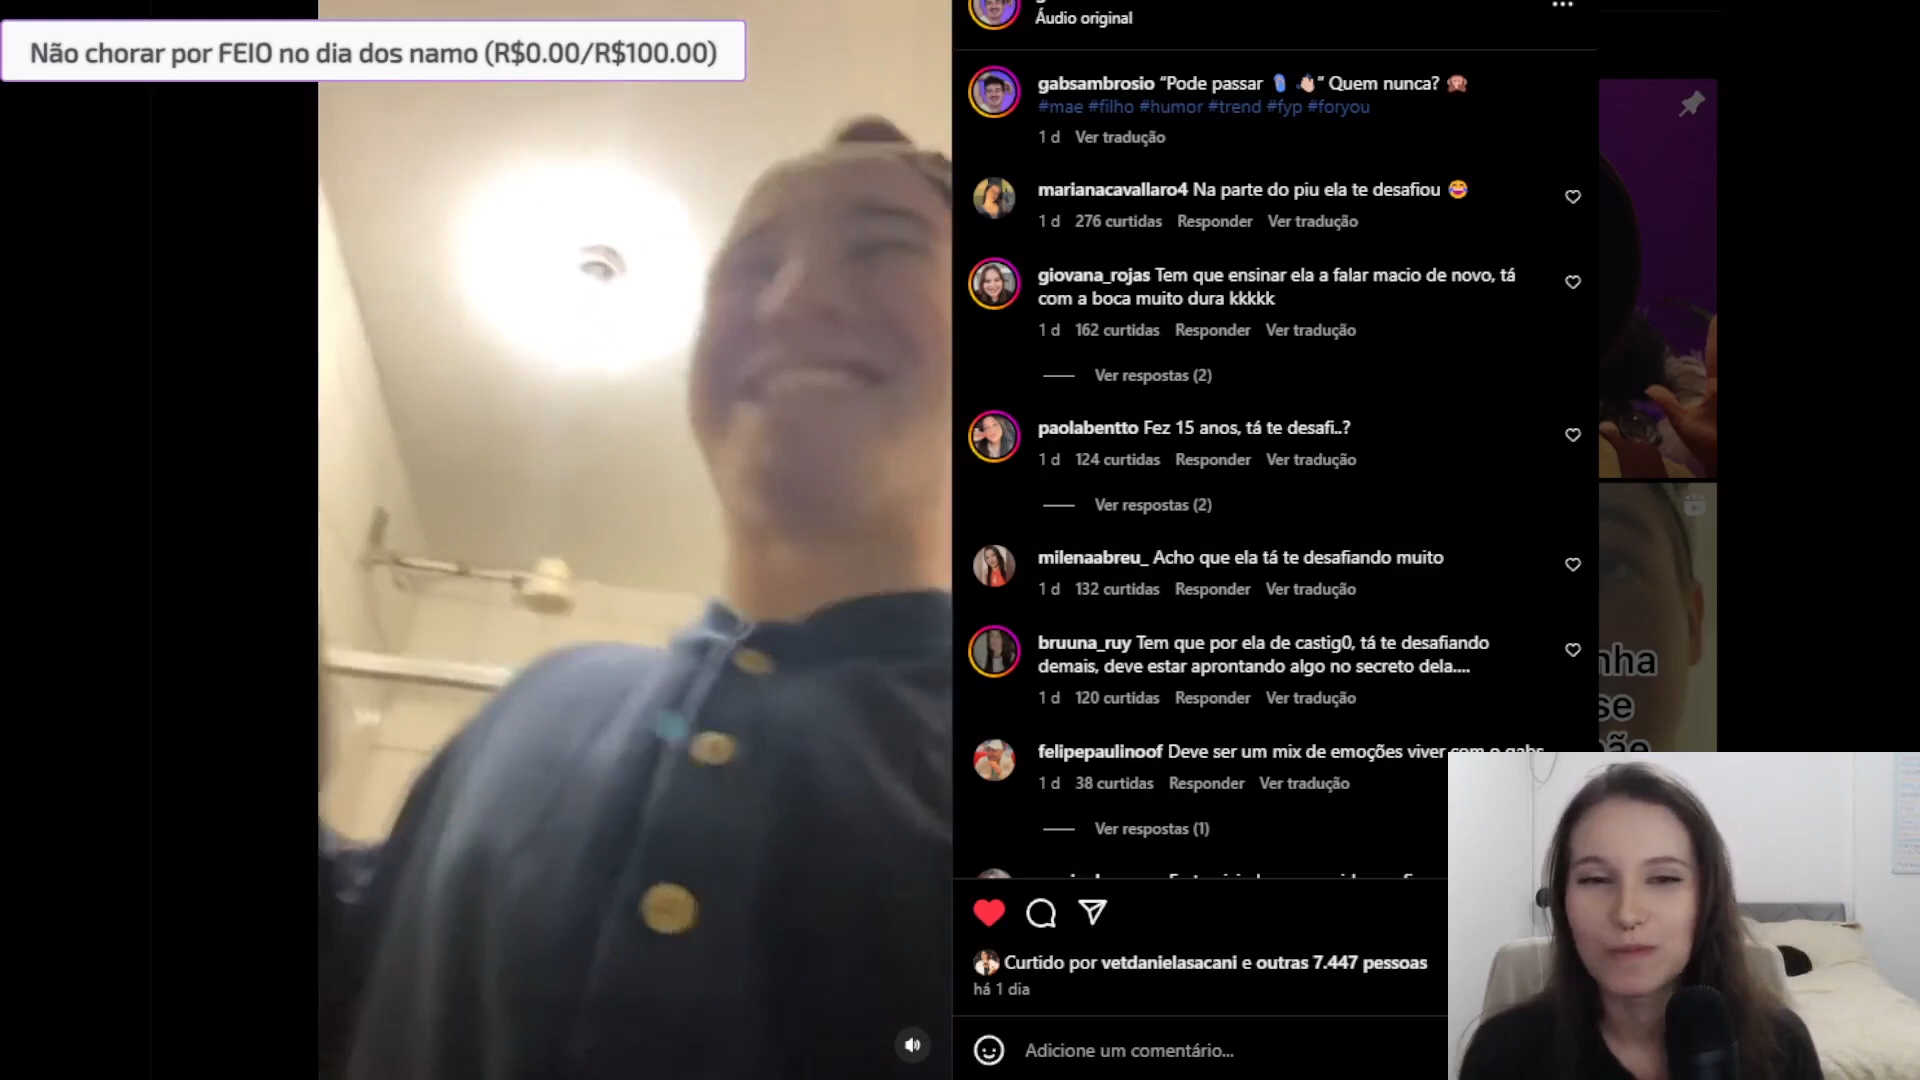 Não chorar por FEIO no dia dos namo (R$0.00/R$100.00)
Áudio original
gabsambrosio “Pode passar 🩴 👋🏻” Quem nunca? 🙊
#mae #filho #humor #trend #fyp #foryou
1 d Ver tradução
marianacavallaro4 Na parte do piu ela te desafiou 😂
1 d 276 curtidas Responder Ver tradução
giovana_rojas Tem que ensinar ela a falar macio de novo, tá
com a boca muito dura kkkkk
1 d 162 curtidas Responder Ver tradução
Ver respostas (2)
paolabentto Fez 15 anos, tá te desafi..?
1 d 124 curtidas Responder Ver tradução
Ver respostas (2)
milenaabreu_ Acho que ela tá te desafiando muito
1 d 132 curtidas Responder Ver tradução
bruuna_ruy Tem que por ela de castig0, tá te desafiando
demais, deve estar aprontando algo no secreto dela....
1 d 120 curtidas Responder Ver tradução
felipepaulinoof Deve ser um mix de emoções viver com o gabs
1 d 38 curtidas Responder Ver tradução
Ver respostas (1)
Curtido por vetdanielasacani e outras 7.447 pessoas
há 1 dia
Adicione um comentário...
nha
se
ãe